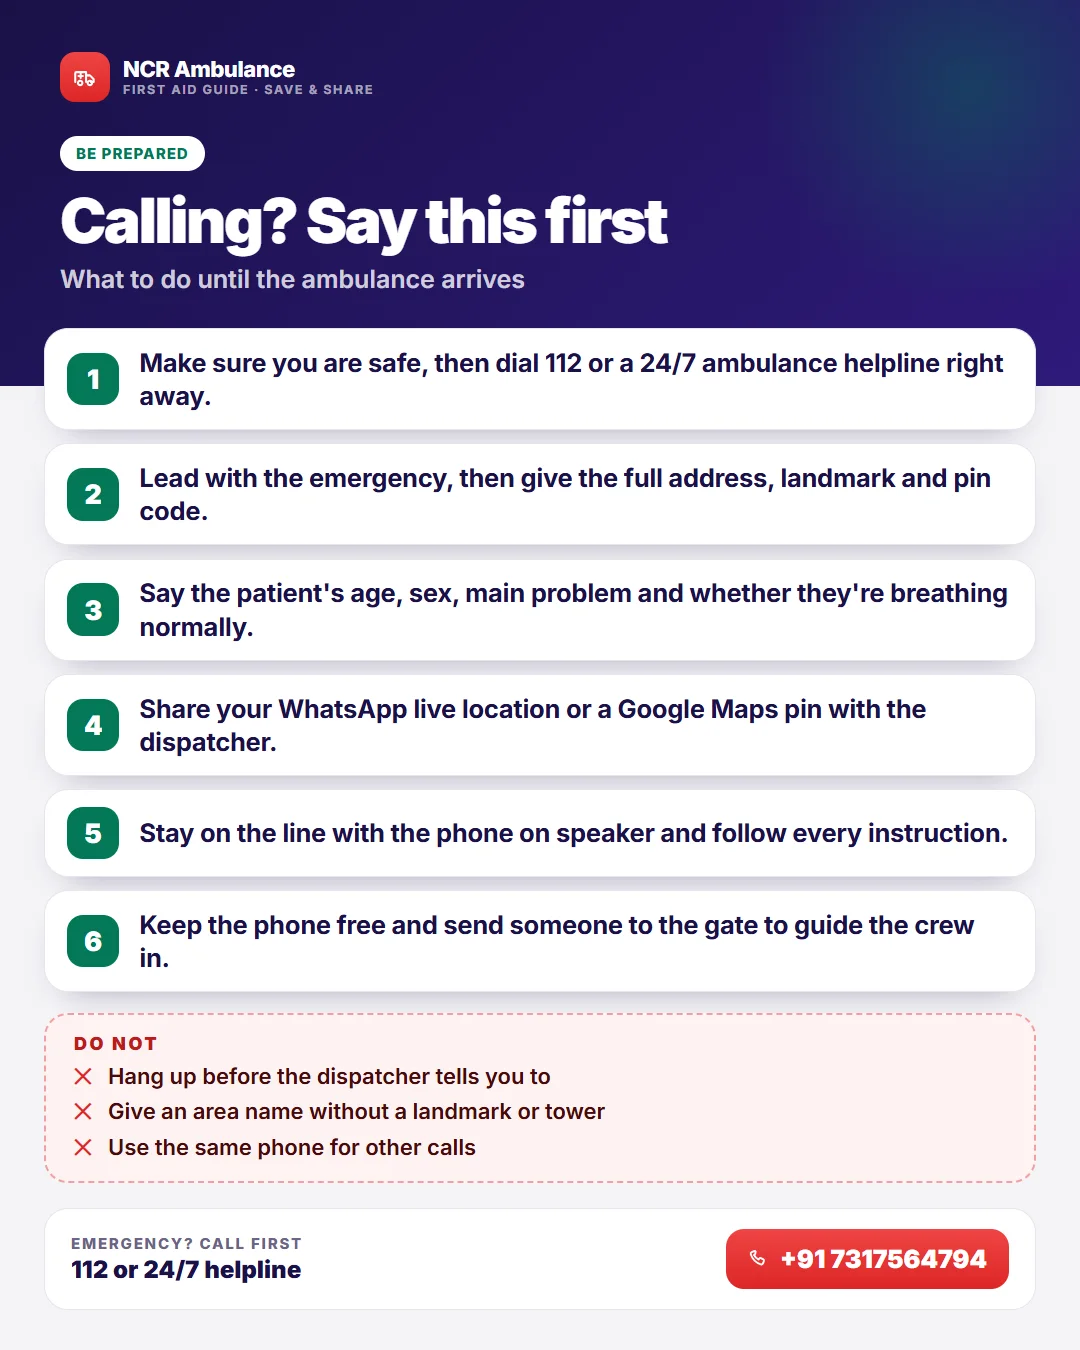 NCR Ambulance
FIRST AID GUIDE · SAVE & SHARE
BE PREPARED
Calling? Say this first
What to do until the ambulance arrives
1
Make sure you are safe, then dial 112 or a 24/7 ambulance helpline right
away.
2
Lead with the emergency, then give the full address, landmark and pin
code.
3
Say the patient's age, sex, main problem and whether they're breathing
normally.
4
Share your WhatsApp live location or a Google Maps pin with the
dispatcher.
5
Stay on the line with the phone on speaker and follow every instruction.
6
Keep the phone free and send someone to the gate to guide the crew
in.
DO NOT
Hang up before the dispatcher tells you to
Give an area name without a landmark or tower
Use the same phone for other calls
EMERGENCY? CALL FIRST
112 or 24/7 helpline
+91 7317564794